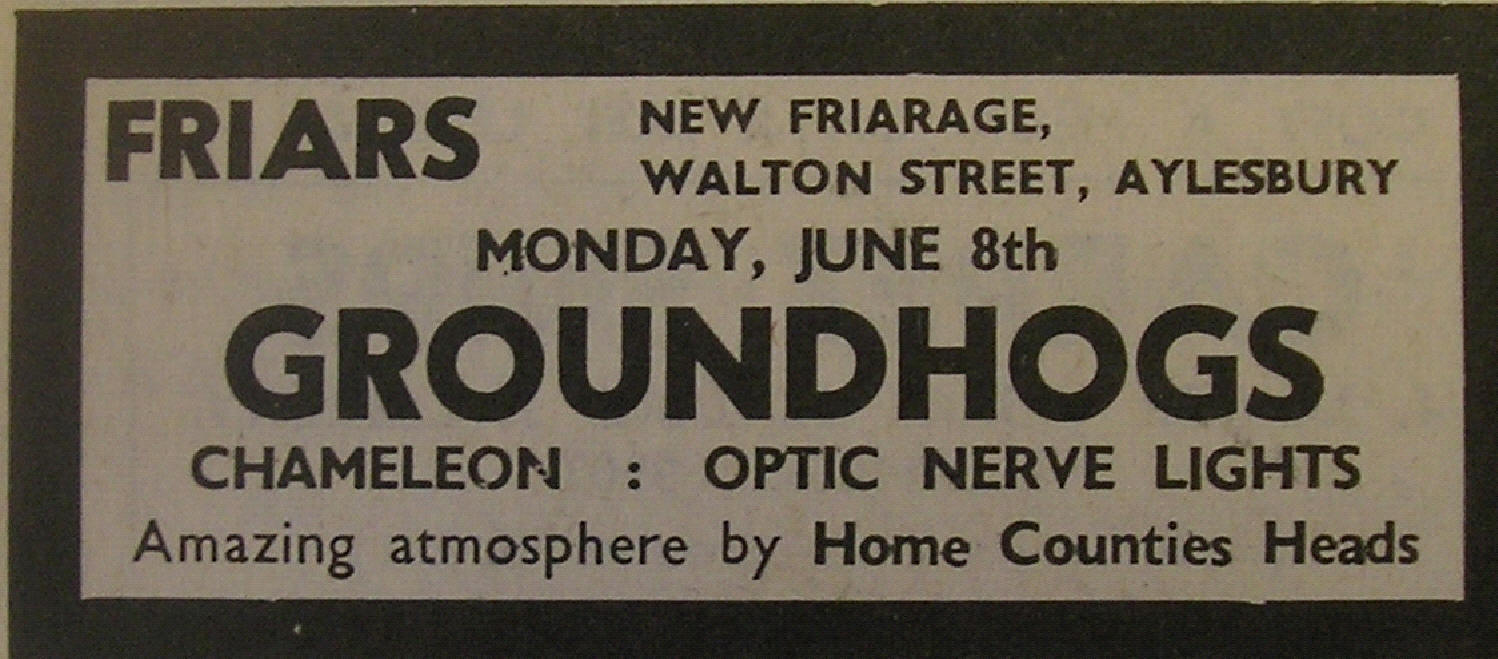 FRIARS
NEW FRIARAGE,
WALTON STREET, AYLESBURY
MONDAY, JUNE 8th
GROUNDHOGS
CHAMELEON : OPTIC NERVE LIGHTS
Amazing atmosphere by Home Counties Heads